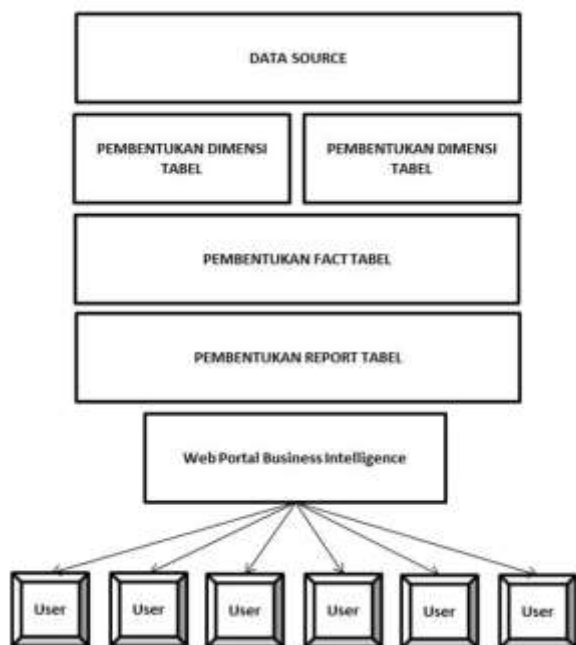 DATA SOURCE
PEMBENTUKAN DIMENSI
TABEL
PEMBENTUKAN DIMENSI
TABEL
PEMBENTUKAN FACT TABEL
PEMBENTUKAN REPORT TABEL
Web Portal Business Intelligence
User
User
User
User
User
User